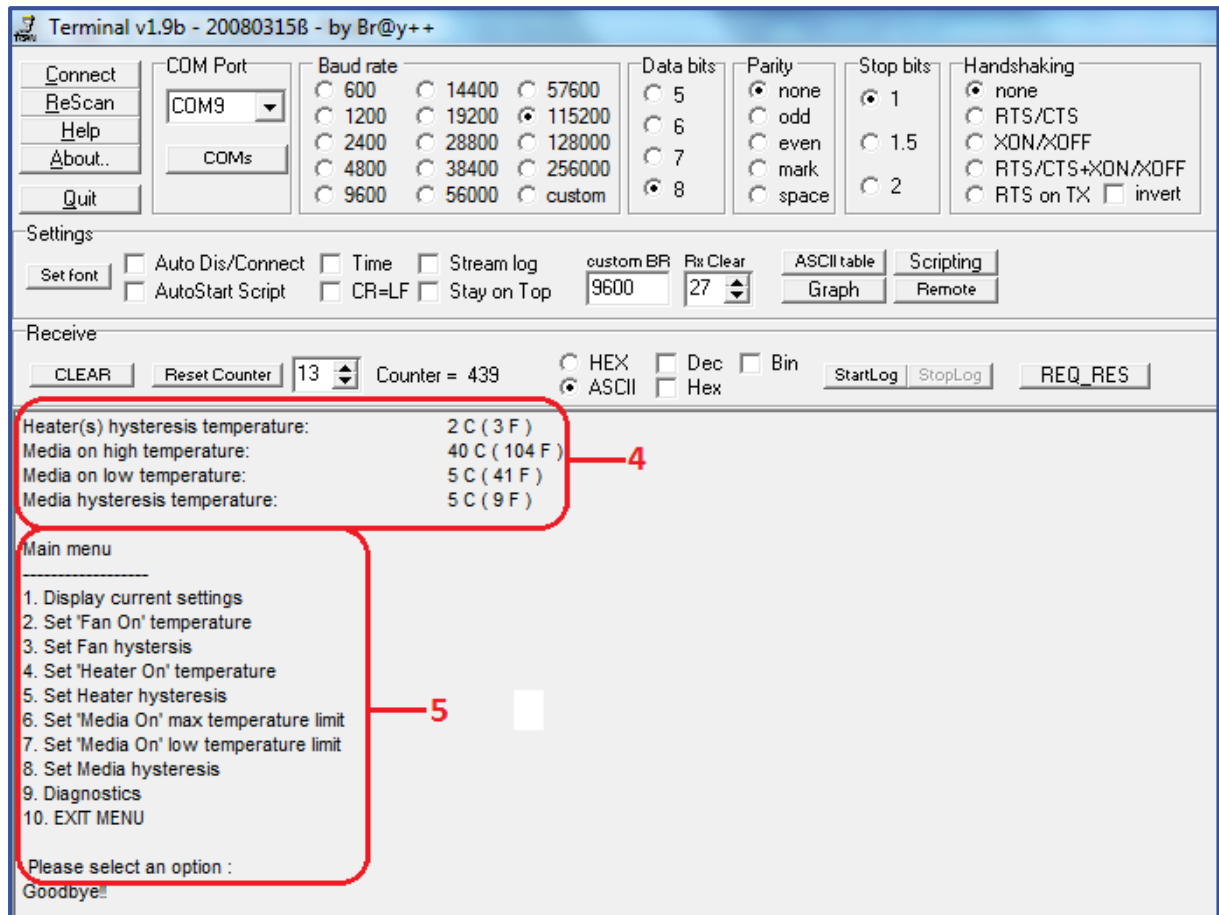 Terminal v1.9b - 20080315ß - by Br@y++
Connect
ReScan
Help
About..
Quit
COM Port
COM9
COMs
Baud rate
600 14400 57600
1200 19200 115200
2400 28800 128000
4800 38400 256000
9600 56000 custom
Data bits
5
6
7
8
Parity
none
odd
even
mark
space
Stop bits
1
1.5
2
Handshaking
none
RTS/CTS
XON/XOFF
RTS/CTS+XON/XOFF
RTS on TX invert
Settings
Set font
Auto Dis/Connect Time Stream log
AutoStart Script CR=LF Stay on Top
custom BR Rx Clear
9600 27
ASCII table Scripting
Graph Remote
Receive
CLEAR Reset Counter 13 Counter = 439
HEX Dec Bin
ASCII Hex
StartLog StopLog REQ_RES
Heater(s) hysteresis temperature: 2 C ( 3 F )
Media on high temperature: 40 C ( 104 F )
Media on low temperature: 5 C ( 41 F )
Media hysteresis temperature: 5 C ( 9 F )
4
Main menu
------------------
1. Display current settings
2. Set 'Fan On' temperature
3. Set Fan hystersis
4. Set 'Heater On' temperature
5. Set Heater hysteresis
6. Set 'Media On' max temperature limit
7. Set 'Media On' low temperature limit
8. Set Media hysteresis
9. Diagnostics
10. EXIT MENU
5
Please select an option :
Goodbye!!